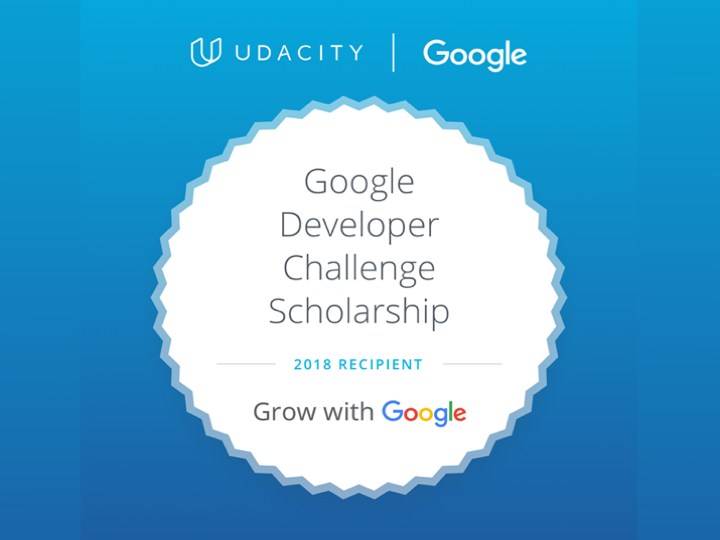 UDACITY | Google
Google
Developer
Challenge
Scholarship
2018 RECIPIENT
Grow with Google